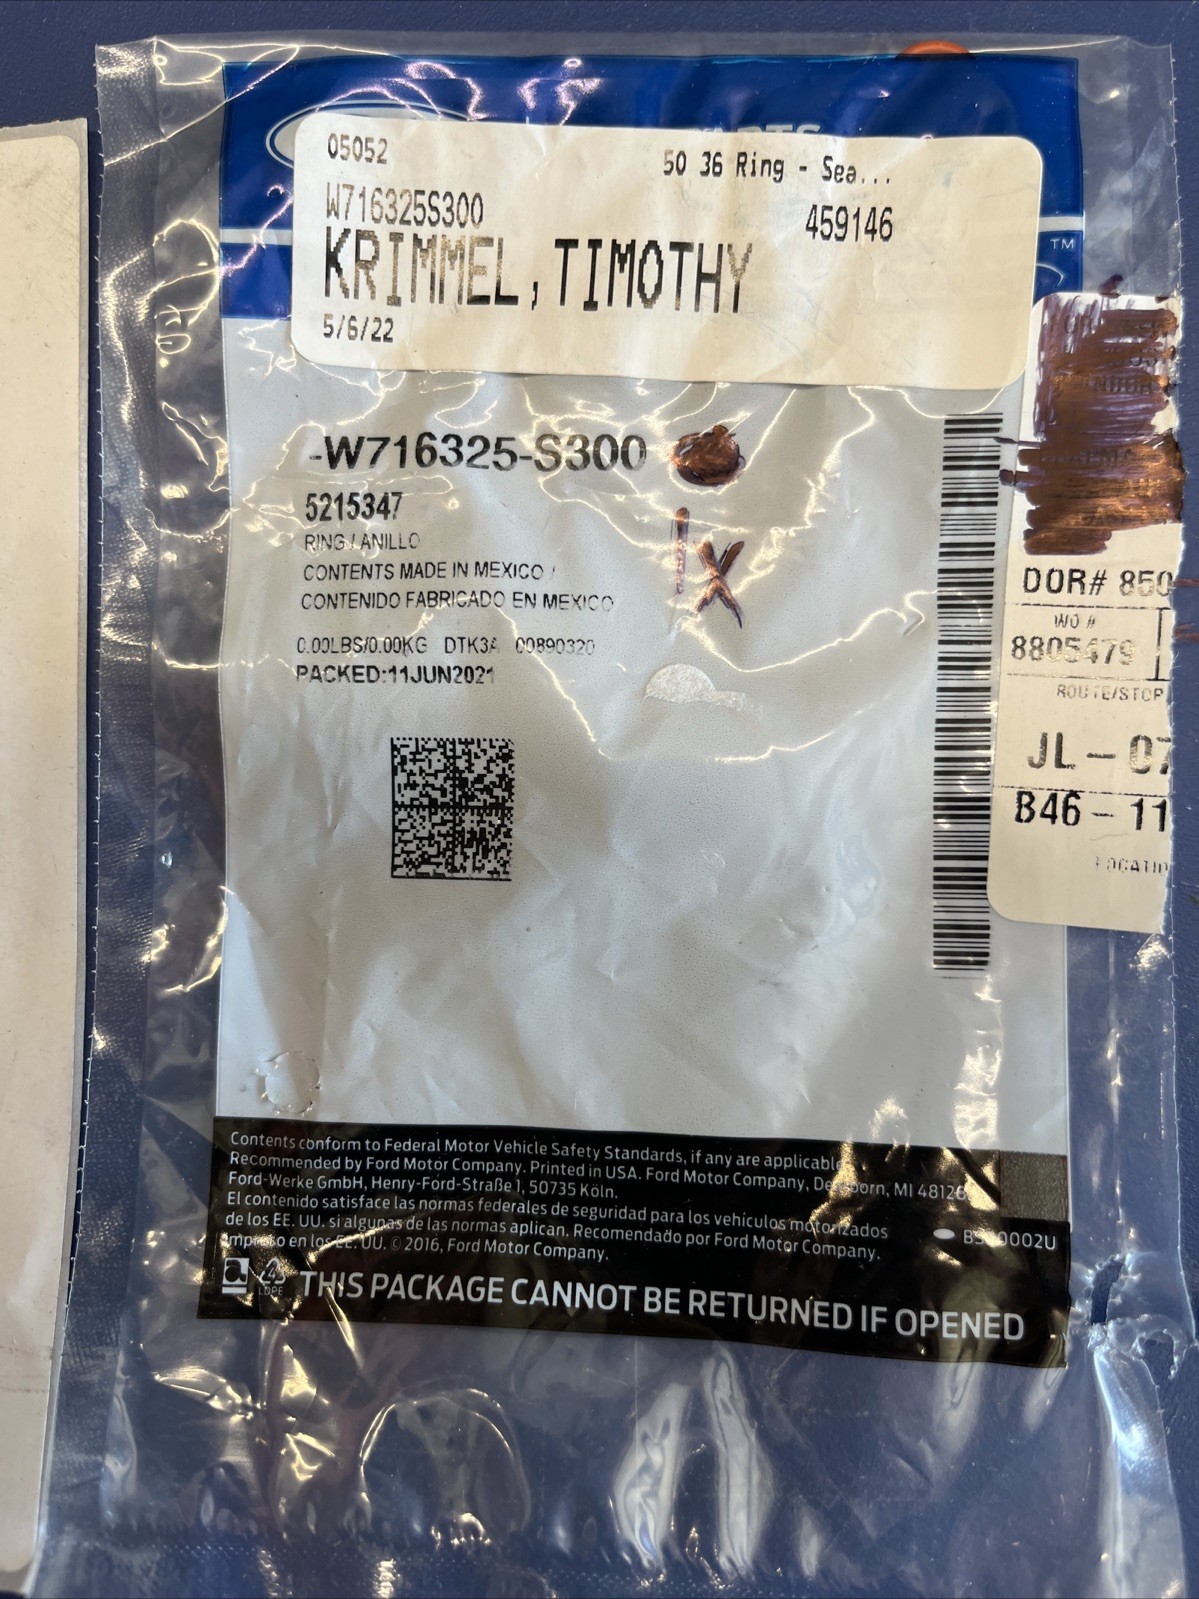 PARTS
05052
50 36 Ring - Sea...
W716325S300
459146
KRIMMEL,TIMOTHY
5/6/22
TM
-W716325-S300
1x
5215347
RING / ANILLO
CONTENTS MADE IN MEXICO /
CONTENIDO FABRICADO EN MEXICO
0.00LBS/0.00KG DTK3A 00890320
PACKED:11JUN2021
DOR# 850
WO #
8805479
ROUTE/STOP
JL-07
B46-11
LOCATIO
Contents conform to Federal Motor Vehicle Safety Standards, if any are applicable
Recommended by Ford Motor Company. Printed in USA. Ford Motor Company, Dearborn, MI 48126
Ford-Werke GmbH, Henry-Ford-Straße 1, 50735 Köln.
El contenido satisface las normas federales de seguridad para los vehículos motorizados
de los EE. UU. si algunas de las normas aplican. Recomendado por Ford Motor Company.
Impreso en los EE. UU. © 2016, Ford Motor Company.
4
LDPE
THIS PACKAGE CANNOT BE RETURNED IF OPENED